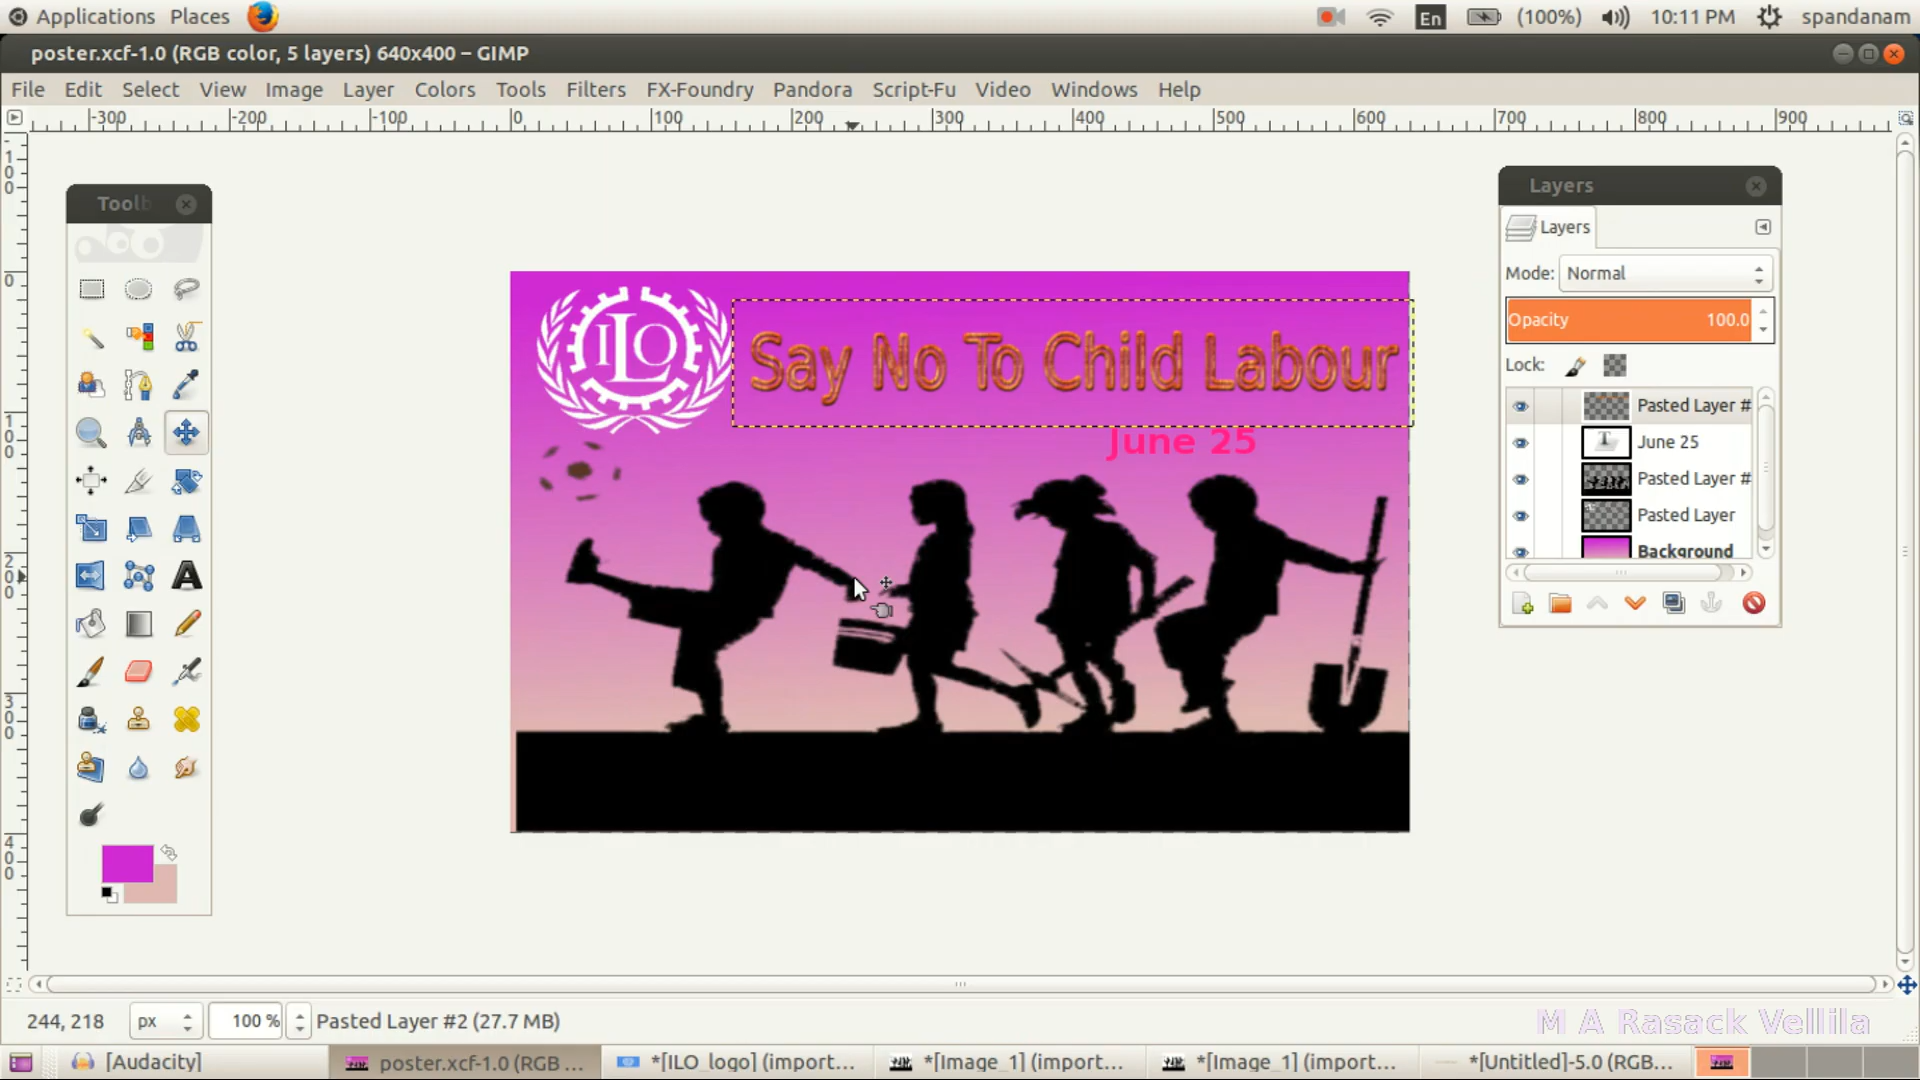 Applications Places En (100%) 10:11 PM spandanam
poster.xcf-1.0 (RGB color, 5 layers) 640x400 – GIMP
File Edit Select View Image Layer Colors Tools Filters FX-Foundry Pandora Script-Fu Video Windows Help
-300 -200 -100 0 100 200 300 400 500 600 700 800 900
Layers
Layers
Mode: Normal
Opacity 100.0
Lock:
Pasted Layer #
June 25
Pasted Layer #
Pasted Layer
Background
ILO
Say No To Child Labour
June 25
244, 218 px 100 % Pasted Layer #2 (27.7 MB)
M A Rasack Vellila
[Audacity] poster.xcf-1.0 (RGB ... *[ILO_logo] (import... *[Image_1] (import... *[Image_1] (import... *[Untitled]-5.0 (RGB...